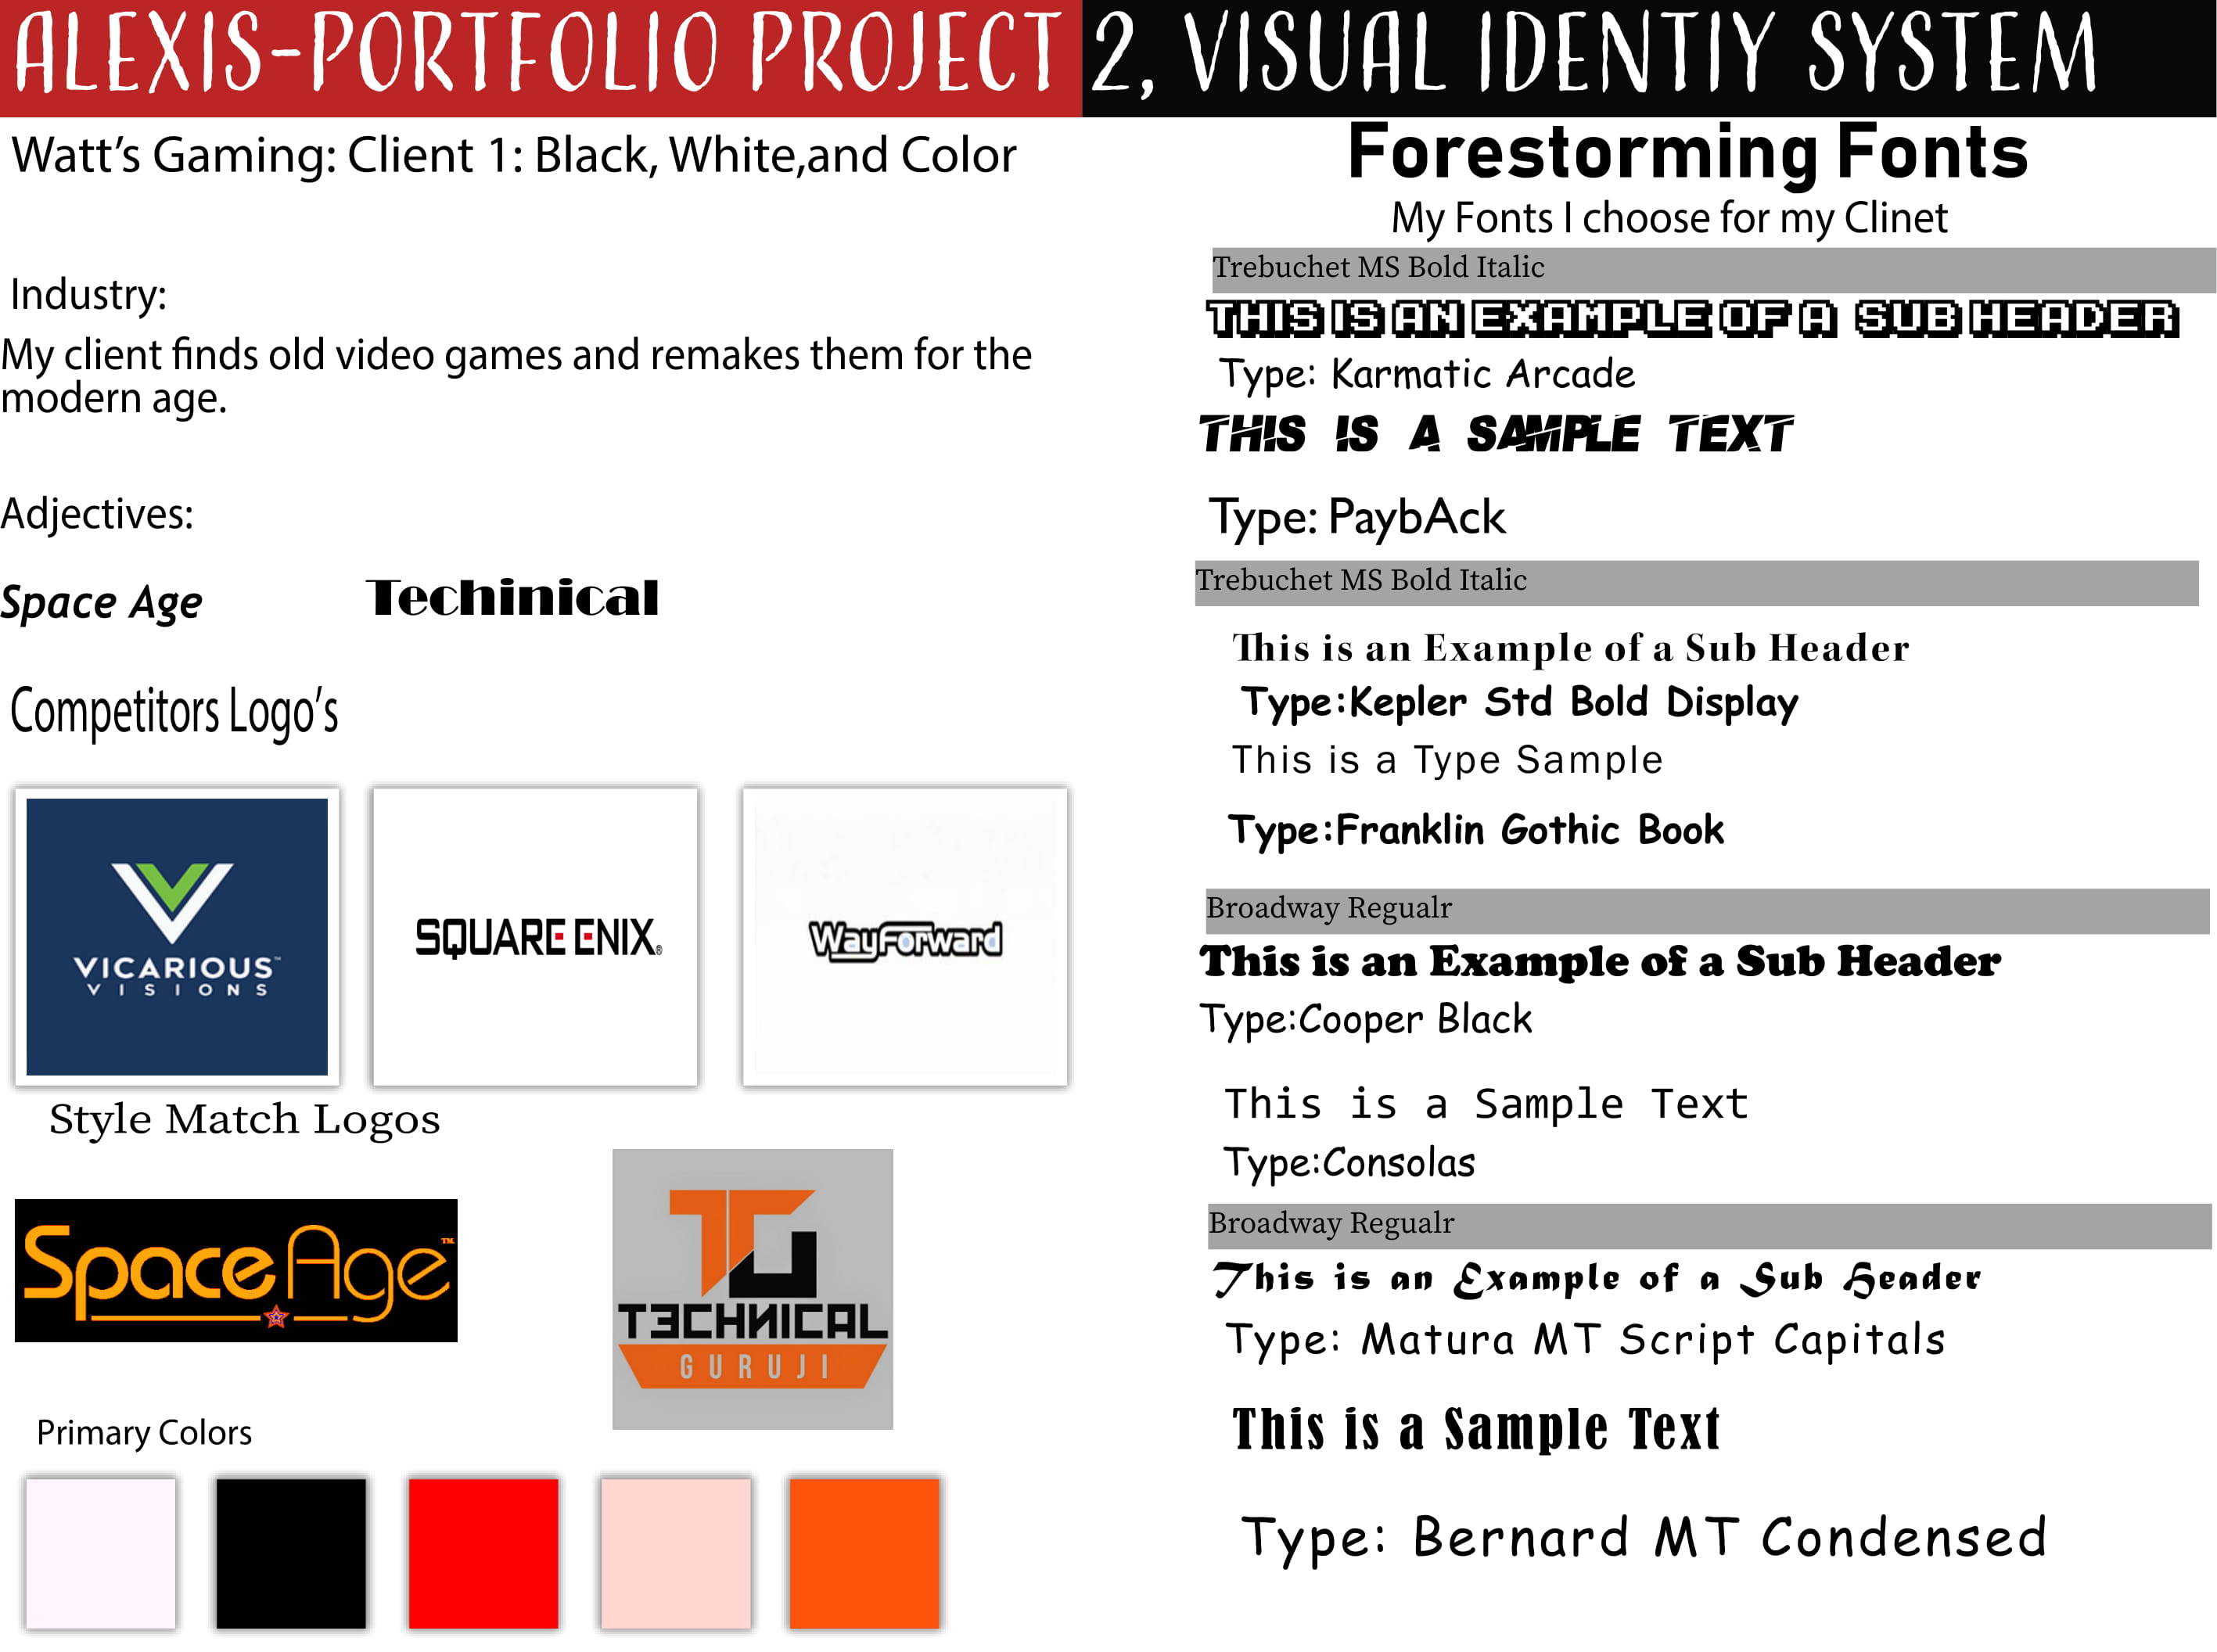 ALEXIS-PORTFOLIO PROJECT 2, VISUAL IDENTIY SYSTEM
Watt's Gaming: Client 1: Black, White,and Color
Industry:
My client finds old video games and remakes them for the
modern age.
Adjectives:
Space Age
Techinical
Competitors Logo's
VICARIOUS™
VISIONS
SQUARE ENIX®
WayForward
Style Match Logos
Space Age™
TG
TECHNICAL
GURUJI
Primary Colors
Forestorming Fonts
My Fonts I choose for my Clinet
Trebuchet MS Bold Italic
THIS IS AN EXAMPLE OF A SUB HEADER
Type: Karmatic Arcade
THIS IS A SAMPLE TEXT
Type: PaybAck
Trebuchet MS Bold Italic
This is an Example of a Sub Header
Type:Kepler Std Bold Display
This is a Type Sample
Type:Franklin Gothic Book
Broadway Regualr
This is an Example of a Sub Header
Type:Cooper Black
This is a Sample Text
Type:Consolas
Broadway Regualr
This is an Example of a Sub Header
Type: Matura MT Script Capitals
This is a Sample Text
Type: Bernard MT Condensed